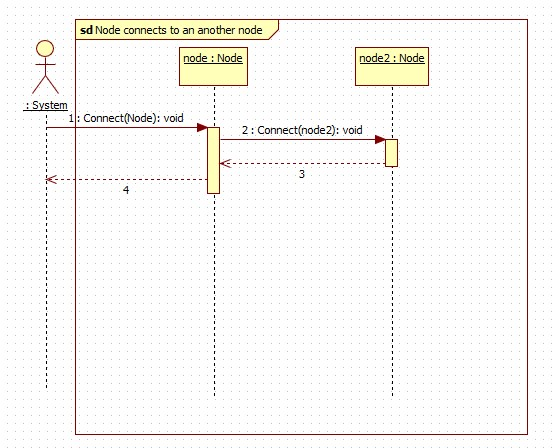 sd Node connects to an another node
node : Node
node2 : Node
: System
1 : Connect(Node): void
2 : Connect(node2): void
3
4